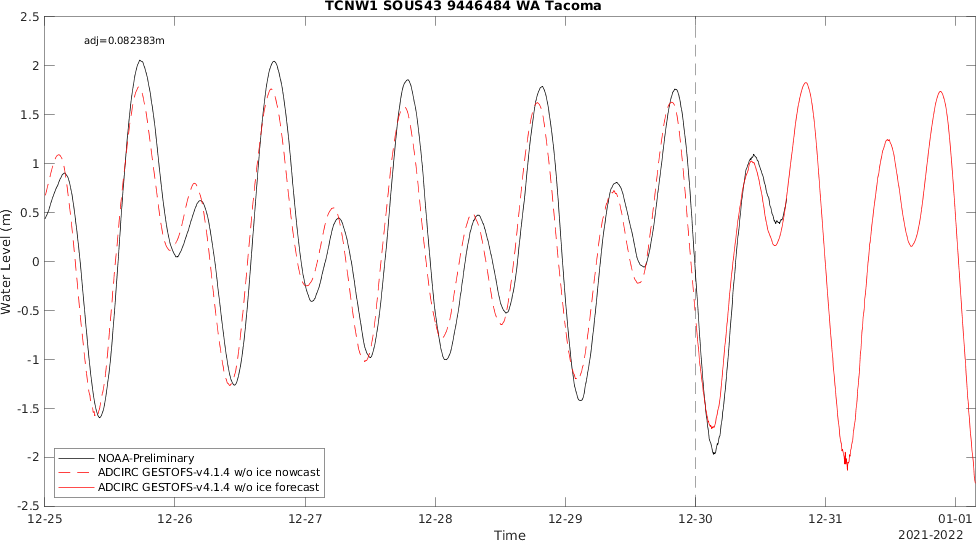 TCNW1 SOUS43 9446484 WA Tacoma
adj=0.082383m
Water Level (m)
2.5
2
1.5
1
0.5
0
-0.5
-1
-1.5
-2
-2.5
NOAA-Preliminary
ADCIRC GESTOFS-v4.1.4 w/o ice nowcast
ADCIRC GESTOFS-v4.1.4 w/o ice forecast
12-25 12-26 12-27 12-28 12-29 12-30 12-31 01-01
Time
2021-2022